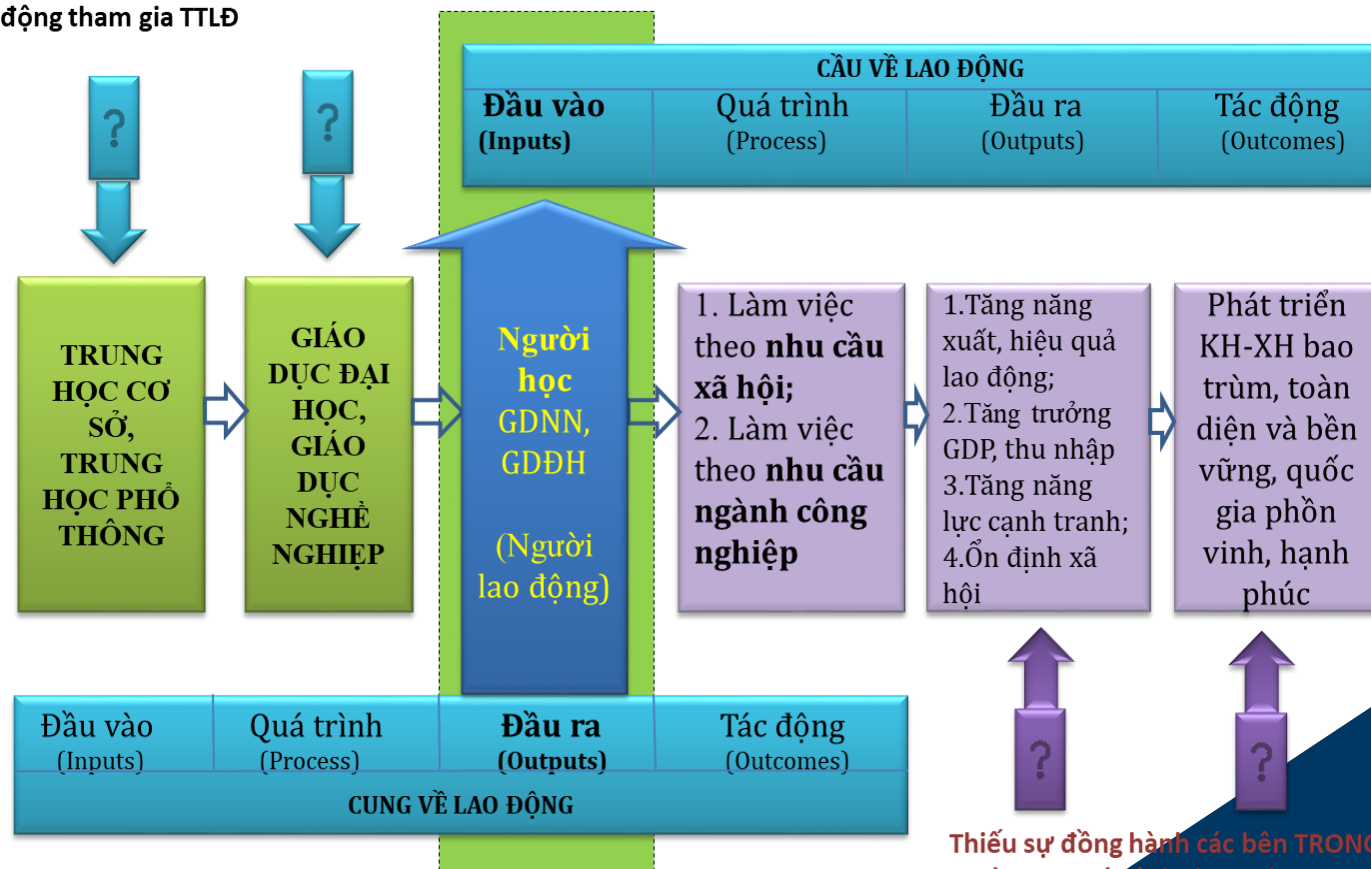 động tham gia TTLĐ
?
?
CẦU VỀ LAO ĐỘNG
Đầu vào
(Inputs)
Quá trình
(Process)
Đầu ra
(Outputs)
Tác động
(Outcomes)
TRUNG
HỌC CƠ
SỞ,
TRUNG
HỌC PHỔ
THÔNG
GIÁO
DỤC ĐẠI
HỌC,
GIÁO
DỤC
NGHỀ
NGHIỆP
Người
học
GDNN,
GDĐH
(Người
lao động)
1. Làm việc
theo nhu cầu
xã hội;
2. Làm việc
theo nhu cầu
ngành công
nghiệp
1.Tăng năng
xuất, hiệu quả
lao động;
2.Tăng trưởng
GDP, thu nhập
3.Tăng năng
lực cạnh tranh;
4.Ổn định xã
hội
Phát triển
KH-XH bao
trùm, toàn
diện và bền
vững, quốc
gia phồn
vinh, hạnh
phúc
Đầu vào
(Inputs)
Quá trình
(Process)
Đầu ra
(Outputs)
Tác động
(Outcomes)
CUNG VỀ LAO ĐỘNG
?
?
Thiếu sự đồng hành các bên TRONG